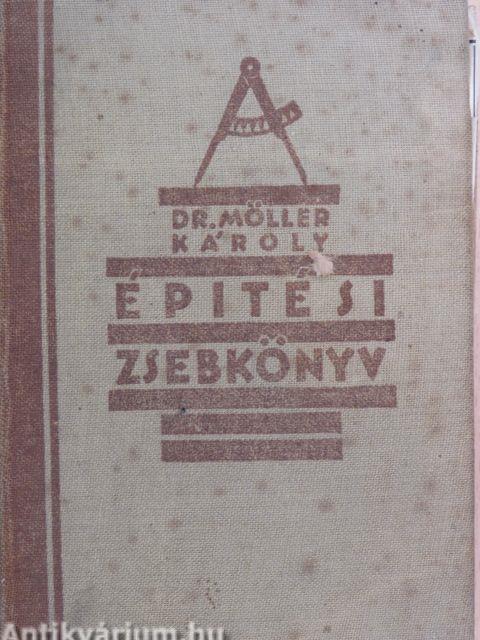 DR. MÖLLER
KÁROLY
ÉPITÉSI
ZSEBKÖNYV
Antikvárium.hu